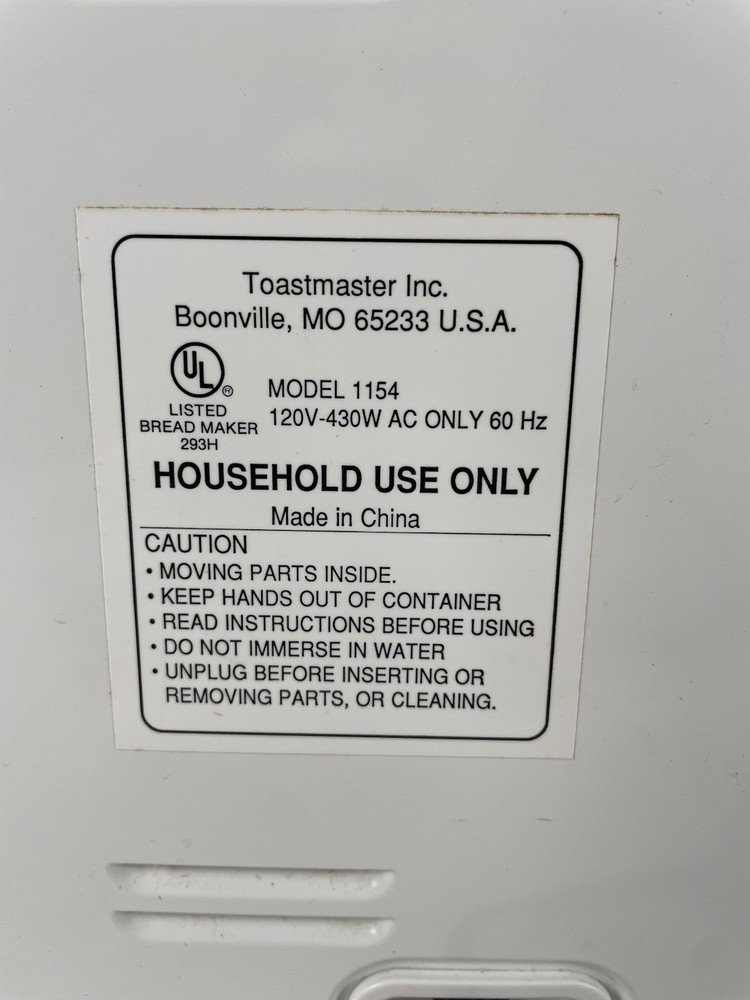 Toastmaster Inc.
Boonville, MO 65233 U.S.A.
UL ®
LISTED
BREAD MAKER
293H
MODEL 1154
120V-430W AC ONLY 60 Hz
HOUSEHOLD USE ONLY
Made in China
CAUTION
• MOVING PARTS INSIDE.
• KEEP HANDS OUT OF CONTAINER
• READ INSTRUCTIONS BEFORE USING
• DO NOT IMMERSE IN WATER
• UNPLUG BEFORE INSERTING OR
REMOVING PARTS, OR CLEANING.